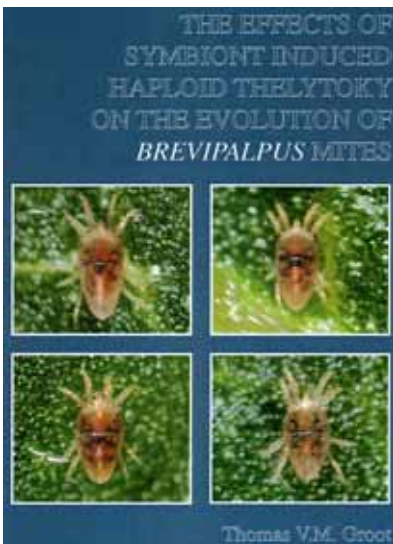 THE EFFECTS OF
SYMBIONT INDUCED
HAPLOID THELYTOKY
ON THE EVOLUTION OF
BREVIPALPUS MITES
Thomas V.M. Groot